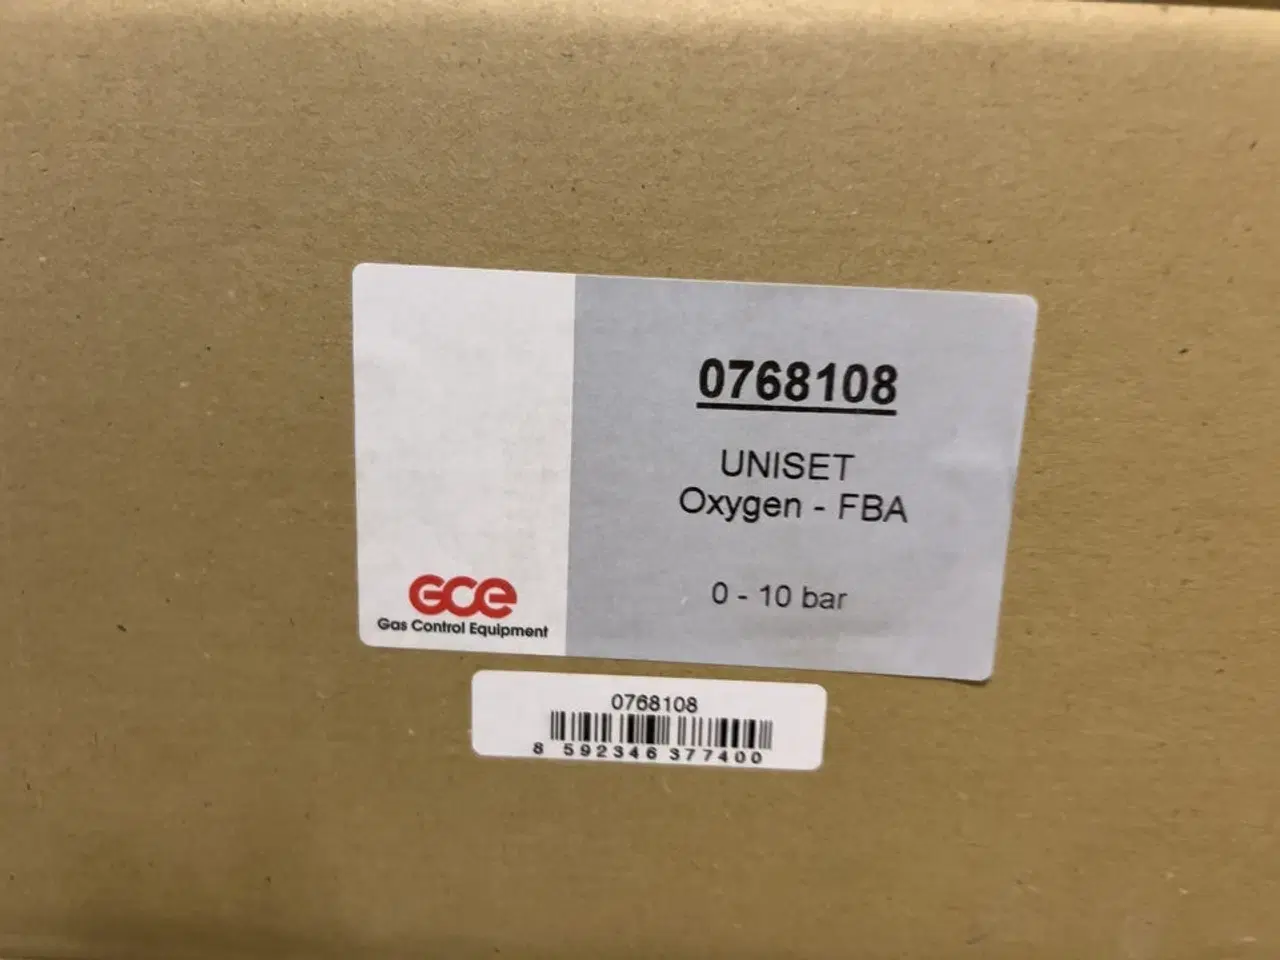 0768108
UNISET
Oxygen - FBA
0 - 10 bar
GCE
Gas Control Equipment
0768108
8 592346 377400